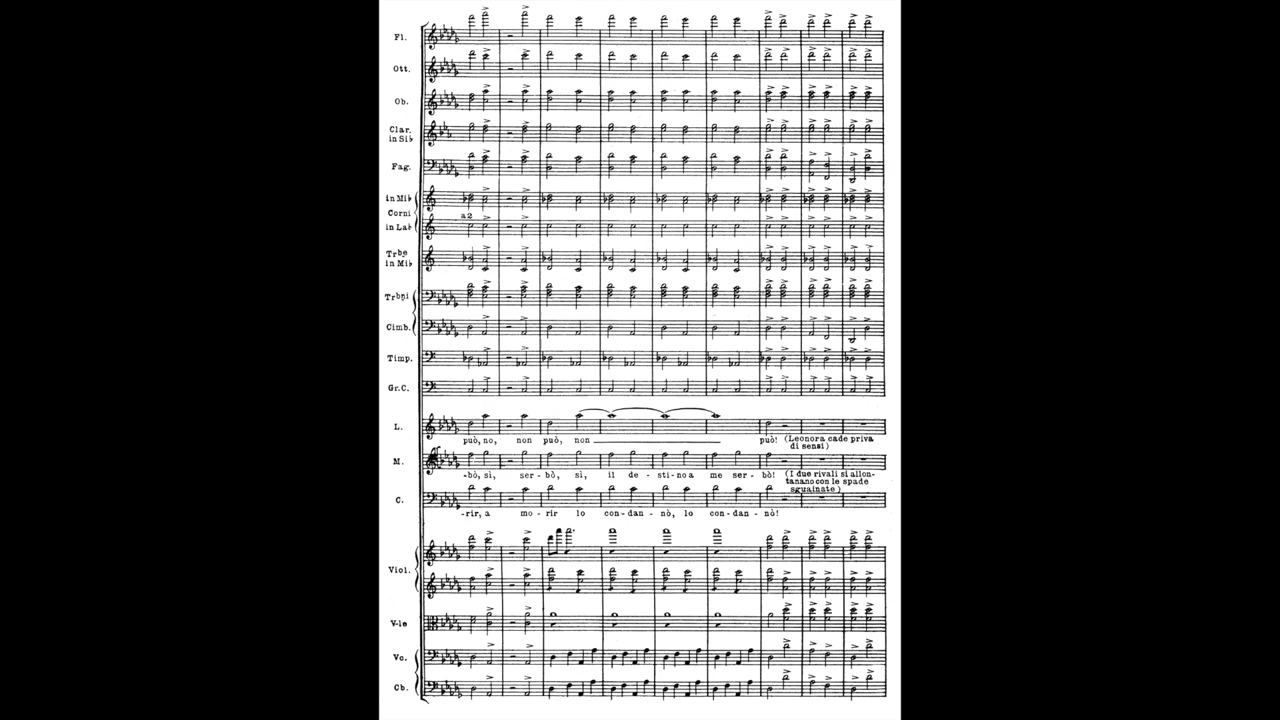 Fl.
Ott.
Ob.
Clar.
in Si♭
Fag.
in Mi♭
Corni
a 2
in La♭
Trbe
in Mi♭
Trbni
Cimb.
Timp.
Gr.C.
L.
può, no, non può, non può! (Leonora cade priva
di sensi)
M.
-bò, sì, ser - bò, sì, il de - sti - no a me ser - bò! (I due rivali si allon-
tanano con le spade
sguainate)
C.
-rir, a mo - rir lo con - dan - nò, lo con - dan - nò!
Viol.
V-le
Vc.
Cb.